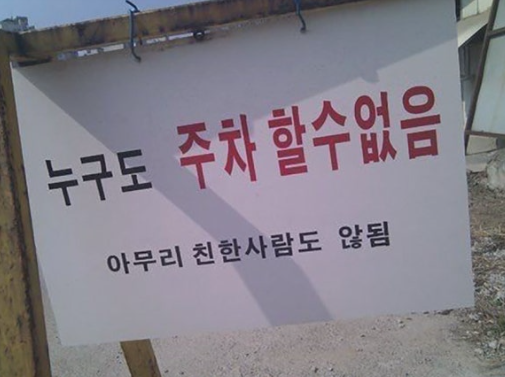 누구도 주차 할수없음
아무리 친한사람도 않됨